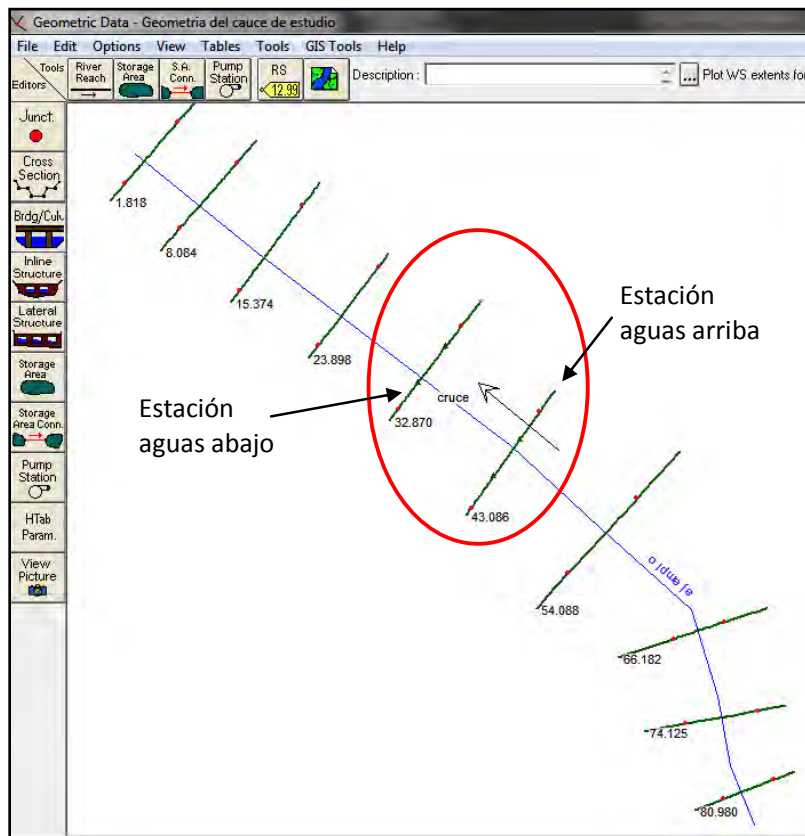 Geometric Data - Geometria del cauce de estudio
File Edit Options View Tables Tools GIS Tools Help
Tools
Editors
River
Reach
Storage
Area
S.A.
Conn.
Pump
Station
RS
12.99
Description :
...
Plot WS extents for
Junct.
Cross
Section
Brdg/Culv
Inline
Structure
Lateral
Structure
Storage
Area
Storage
Area Conn.
Pump
Station
HTab
Param.
View
Picture
1.818
8.084
15.374
23.898
Estación
aguas arriba
cruce
Estación
aguas abajo
32.870
43.086
54.088
ejemplo
66.182
74.125
80.980